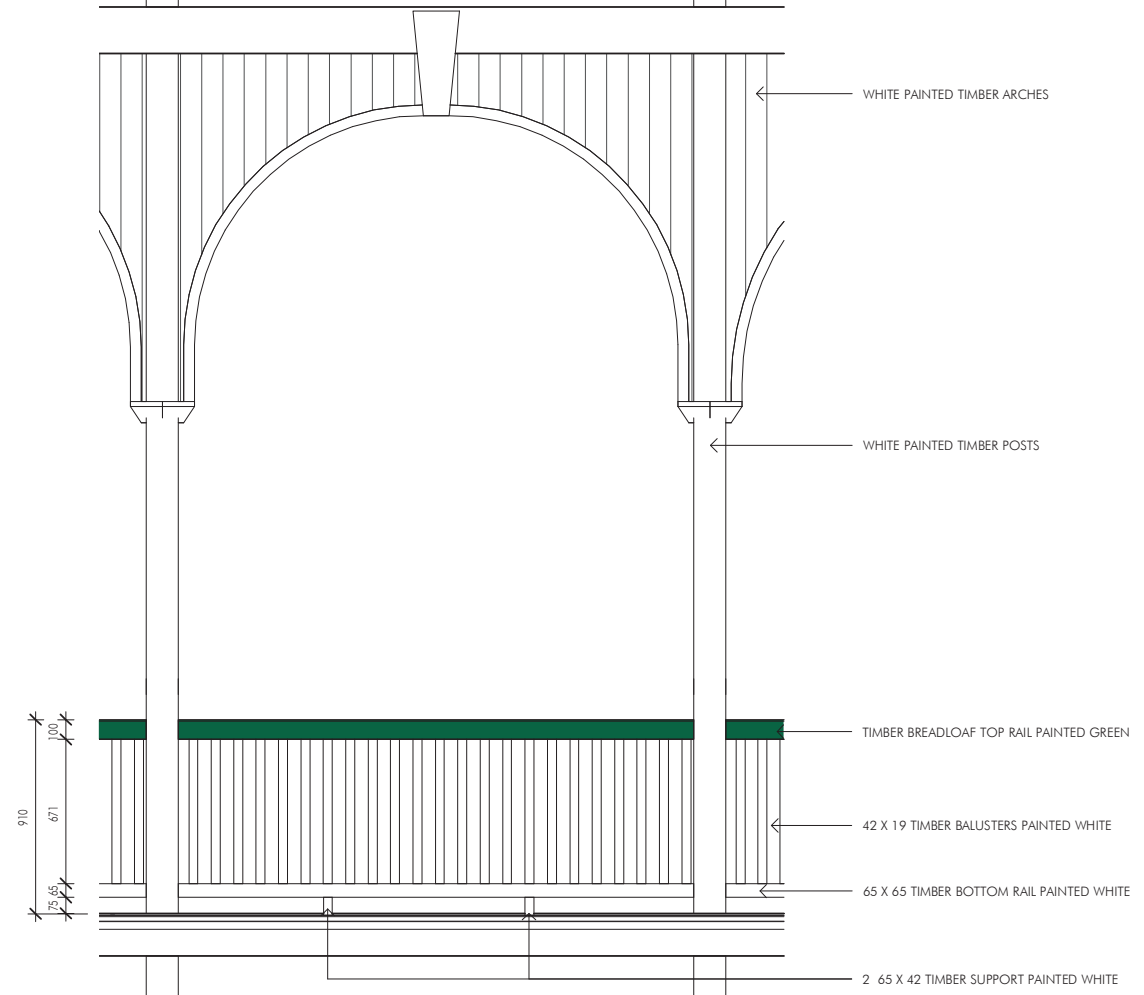 WHITE PAINTED TIMBER ARCHES
WHITE PAINTED TIMBER POSTS
TIMBER BREADLOAF TOP RAIL PAINTED GREEN
42 X 19 TIMBER BALUSTERS PAINTED WHITE
65 X 65 TIMBER BOTTOM RAIL PAINTED WHITE
2 65 X 42 TIMBER SUPPORT PAINTED WHITE
100
671
910
65
75